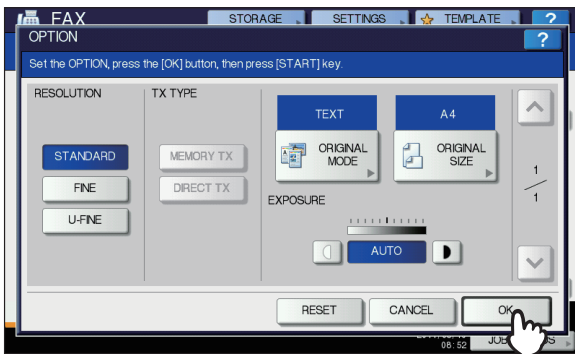 FAX STORAGE SETTINGS TEMPLATE ?
OPTION ?
Set the OPTION, press the [OK] button, then press [START] key.
RESOLUTION TX TYPE
TEXT A4
STANDARD MEMORY TX ORIGINAL MODE ORIGINAL SIZE
FINE DIRECT TX
1
1
EXPOSURE
U-FINE
AUTO
RESET CANCEL OK
08:52